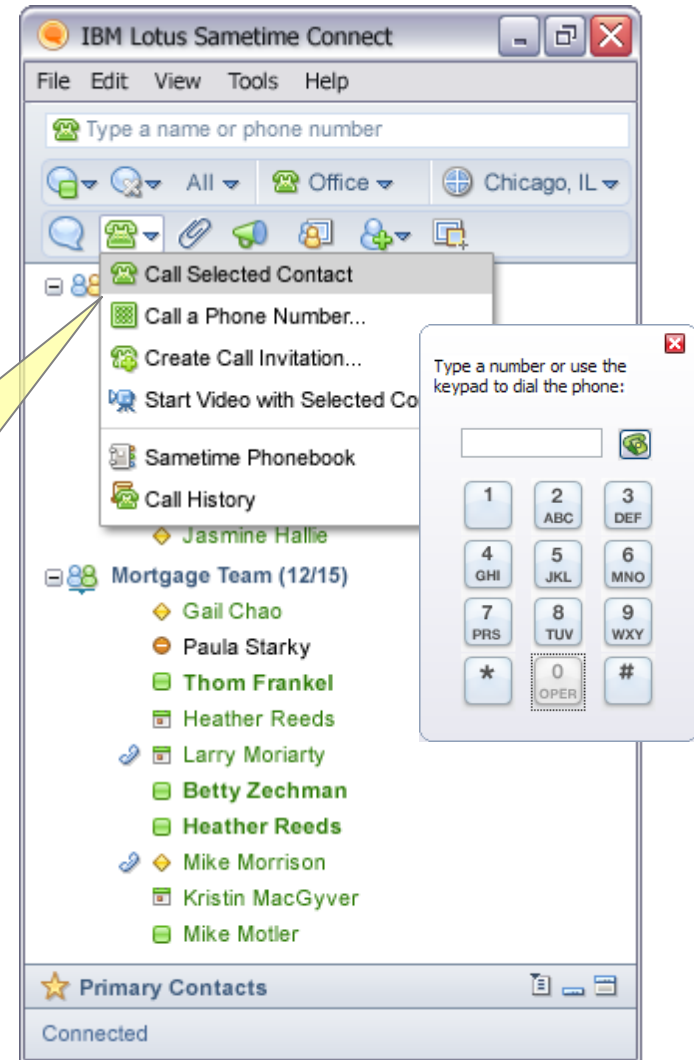 IBM Lotus Sametime Connect
File Edit View Tools Help
Type a name or phone number
All Office Chicago, IL
Call Selected Contact
Call a Phone Number...
Create Call Invitation...
Start Video with Selected Co
Sametime Phonebook
Call History
Jasmine Hallie
Mortgage Team (12/15)
Gail Chao
Paula Starky
Thom Frankel
Heather Reeds
Larry Moriarty
Betty Zechman
Heather Reeds
Mike Morrison
Kristin MacGyver
Mike Motler
Primary Contacts
Connected
Type a number or use the
keypad to dial the phone:
1 2 3
ABC DEF
4 5 6
GHI JKL MNO
7 8 9
PRS TUV WXY
* 0 #
OPER